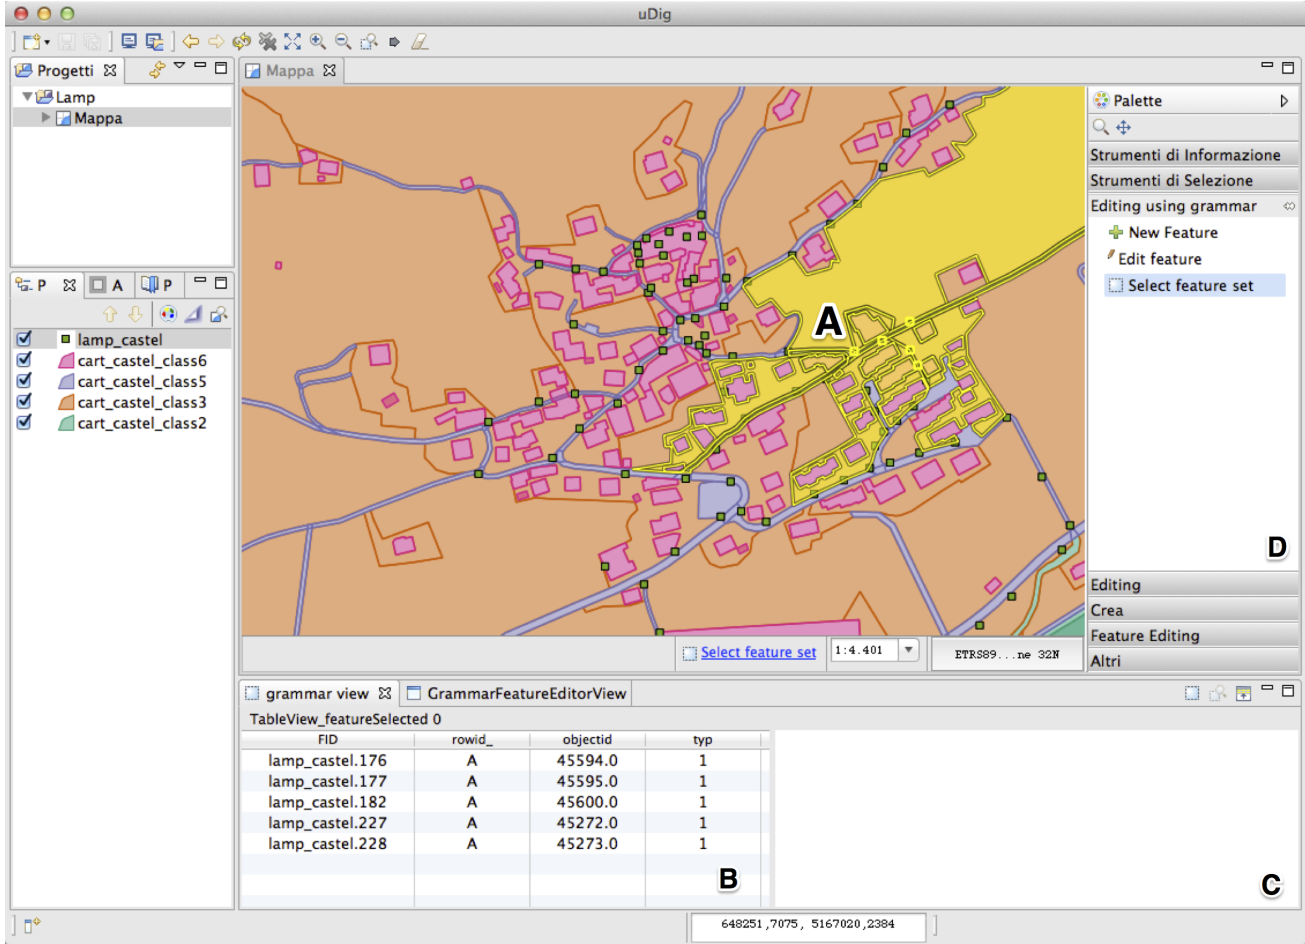 uDig
Progetti
Lamp
Mappa
P
A
P
lamp_castel
cart_castel_class6
cart_castel_class5
cart_castel_class3
cart_castel_class2
Mappa
A
Select feature set
1:4.401
ETRS89...ne 32N
Palette
Strumenti di Informazione
Strumenti di Selezione
Editing using grammar
New Feature
Edit feature
Select feature set
D
Editing
Crea
Feature Editing
Altri
grammar view
GrammarFeatureEditorView
TableView_featureSelected 0
FID rowid_ objectid typ
lamp_castel.176 A 45594.0 1
lamp_castel.177 A 45595.0 1
lamp_castel.182 A 45600.0 1
lamp_castel.227 A 45272.0 1
lamp_castel.228 A 45273.0 1
B
C
648251,7075, 5167020,2384